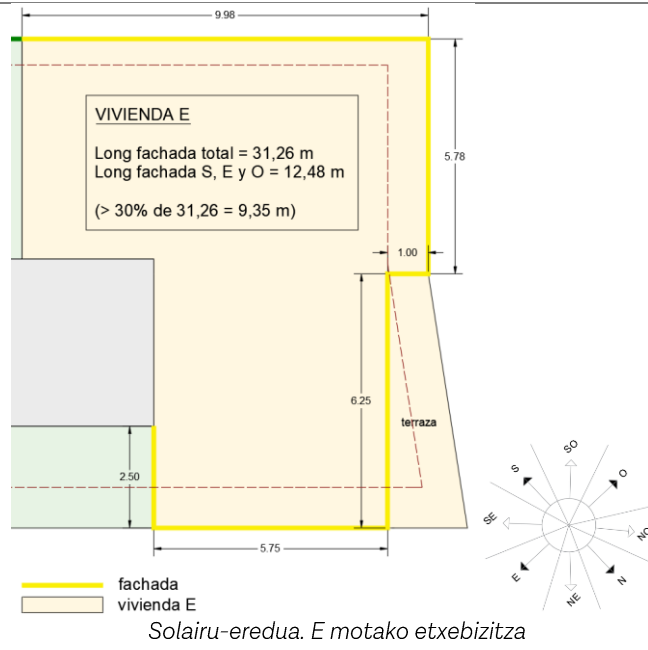 9.98
VIVIENDA E
Long fachada total = 31,26 m
Long fachada S, E y O = 12,48 m
(> 30% de 31,26 = 9,35 m)
5.78
1.00
6.25
terraza
2.50
5.75
SO
S
O
SE
NO
E
N
NE
fachada
vivienda E
Solairu-eredua. E motako etxebizitza